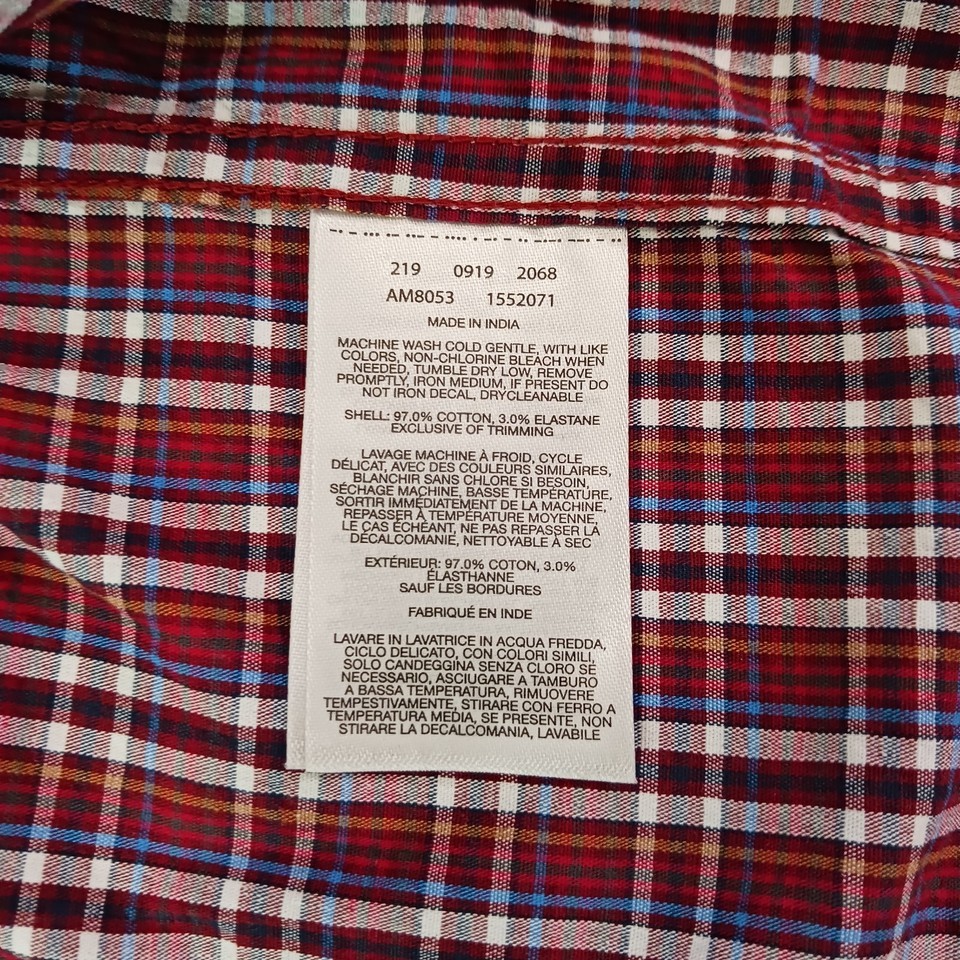 219 0919 2068
AM8053 1552071
MADE IN INDIA
MACHINE WASH COLD GENTLE, WITH LIKE
COLORS, NON-CHLORINE BLEACH WHEN
NEEDED, TUMBLE DRY LOW, REMOVE
PROMPTLY, IRON MEDIUM, IF PRESENT DO
NOT IRON DECAL, DRYCLEANABLE
SHELL: 97.0% COTTON, 3.0% ELASTANE
EXCLUSIVE OF TRIMMING
LAVAGE MACHINE À FROID, CYCLE
DÉLICAT, AVEC DES COULEURS SIMILAIRES,
BLANCHIR SANS CHLORE SI BESOIN,
SÉCHAGE MACHINE, BASSE TEMPÉRATURE,
SORTIR IMMÉDIATEMENT DE LA MACHINE,
REPASSER À TEMPÉRATURE MOYENNE,
LE CAS ÉCHÉANT, NE PAS REPASSER LA
DÉCALCOMANIE, NETTOYABLE À SEC
EXTÉRIEUR: 97.0% COTON, 3.0%
ÉLASTHANNE
SAUF LES BORDURES
FABRIQUÉ EN INDE
LAVARE IN LAVATRICE IN ACQUA FREDDA,
CICLO DELICATO, CON COLORI SIMILI,
SOLO CANDEGGINA SENZA CLORO SE
NECESSARIO, ASCIUGARE A TAMBURO
A BASSA TEMPERATURA, RIMUOVERE
TEMPESTIVAMENTE, STIRARE CON FERRO A
TEMPERATURA MEDIA, SE PRESENTE, NON
STIRARE LA DECALCOMANIA, LAVABILE